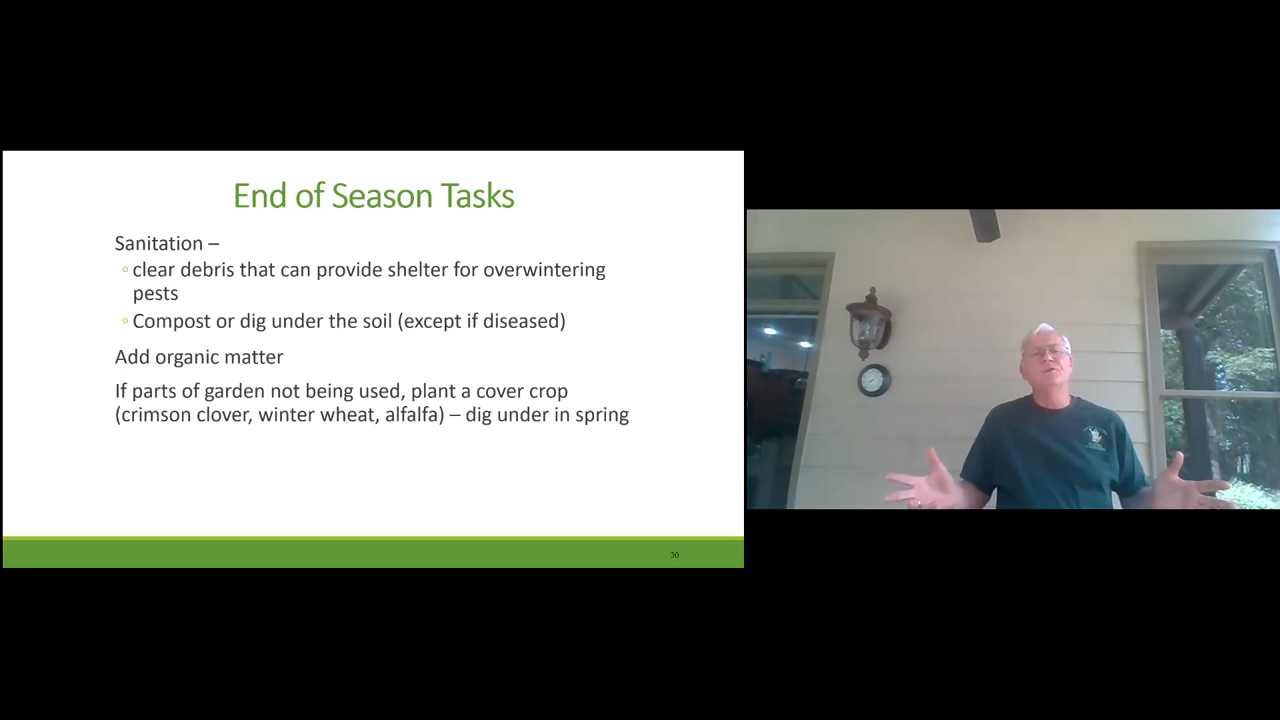 End of Season Tasks
Sanitation –
◦clear debris that can provide shelter for overwintering
pests
◦Compost or dig under the soil (except if diseased)
Add organic matter
If parts of garden not being used, plant a cover crop
(crimson clover, winter wheat, alfalfa) – dig under in spring
30